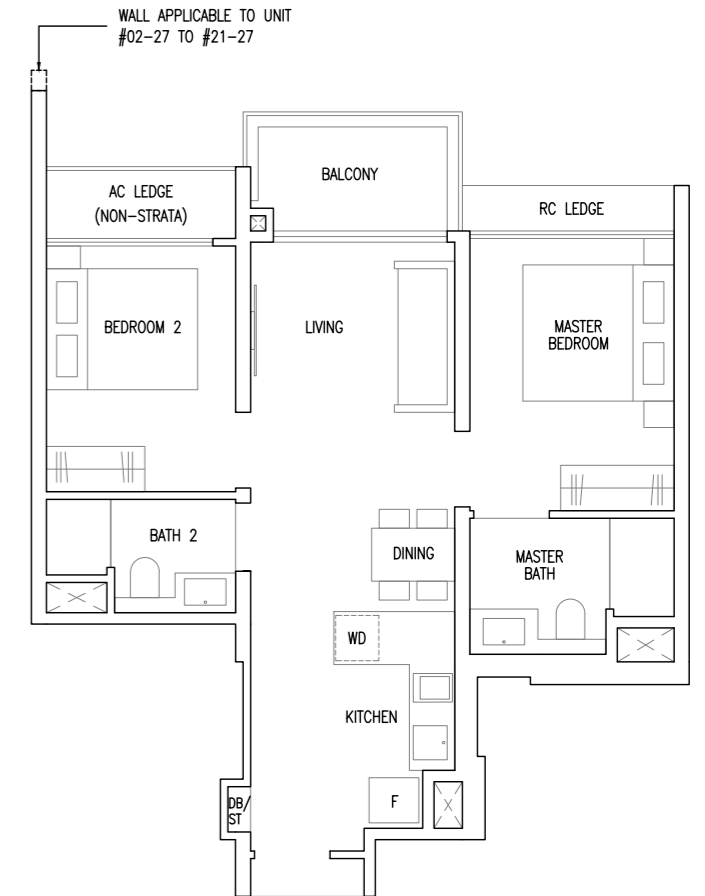 WALL APPLICABLE TO UNIT
#02-27 TO #21-27
BALCONY
AC LEDGE
(NON-STRATA)
RC LEDGE
BEDROOM 2
LIVING
MASTER
BEDROOM
BATH 2
DINING
MASTER
BATH
WD
KITCHEN
F
DB/
ST